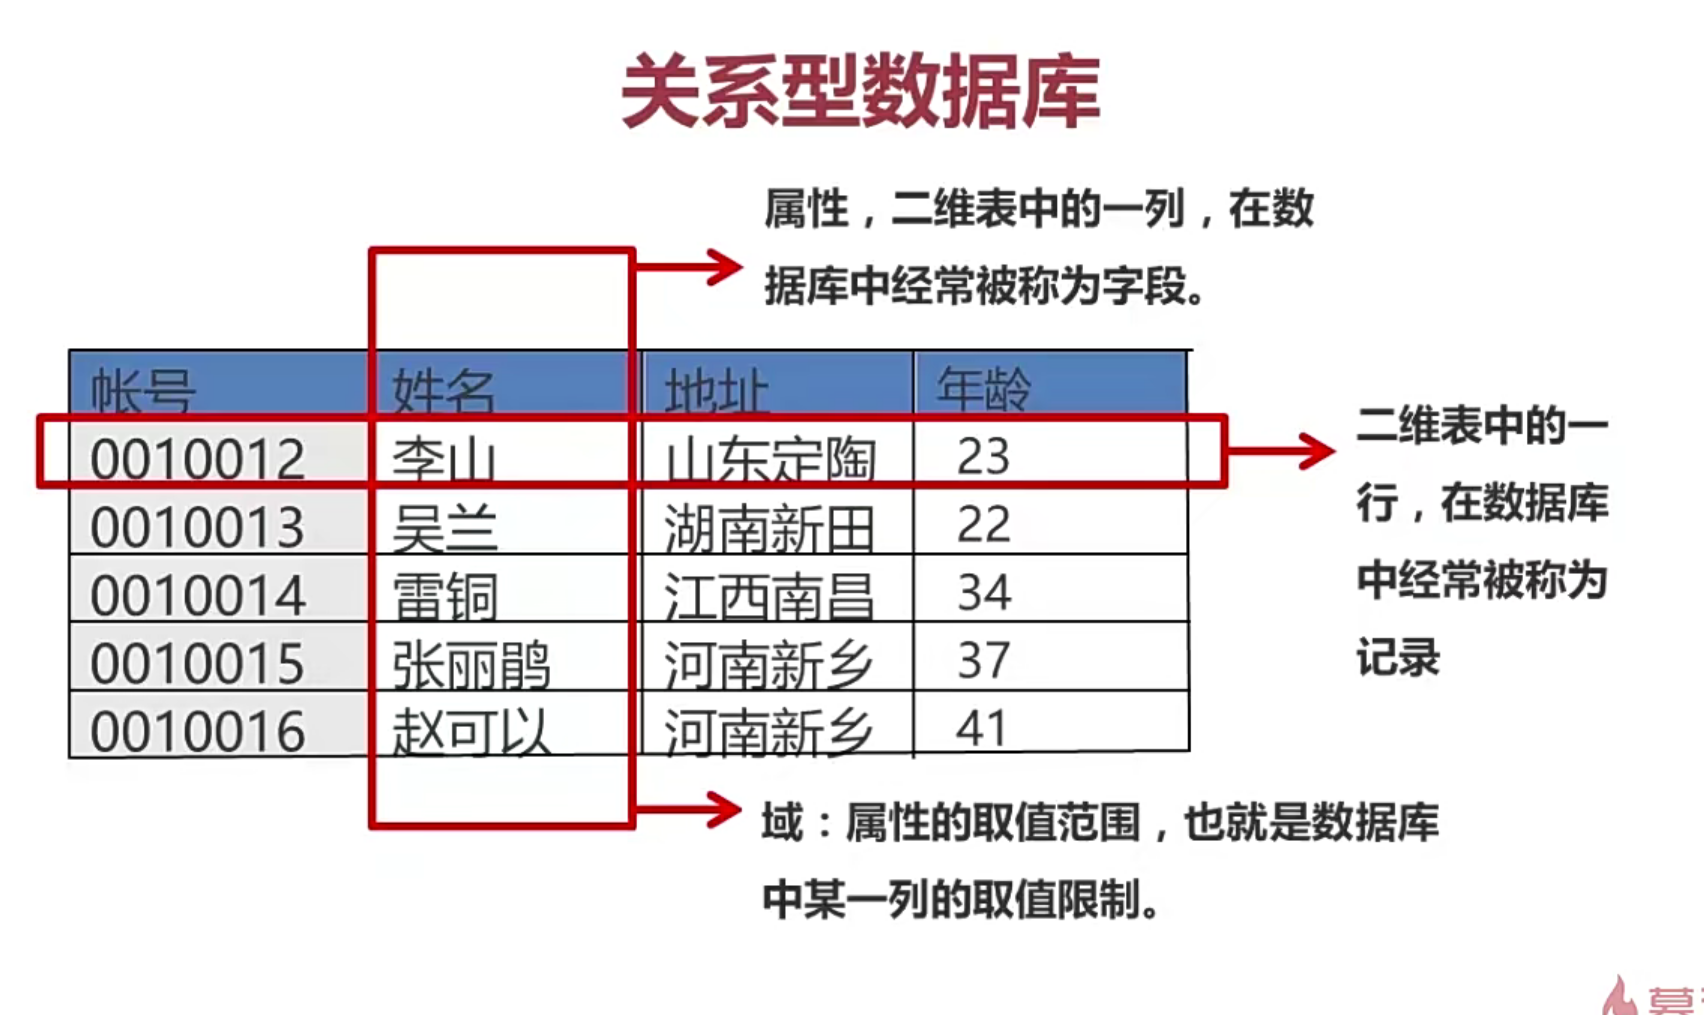 关系型数据库
属性，二维表中的一列，在数
据库中经常被称为字段。
帐号 姓名 地址 年龄
0010012 李山 山东定陶 23
0010013 吴兰 湖南新田 22
0010014 雷铜 江西南昌 34
0010015 张丽鹃 河南新乡 37
0010016 赵可以 河南新乡 41
二维表中的一
行，在数据库
中经常被称为
记录
域：属性的取值范围，也就是数据库
中某一列的取值限制。